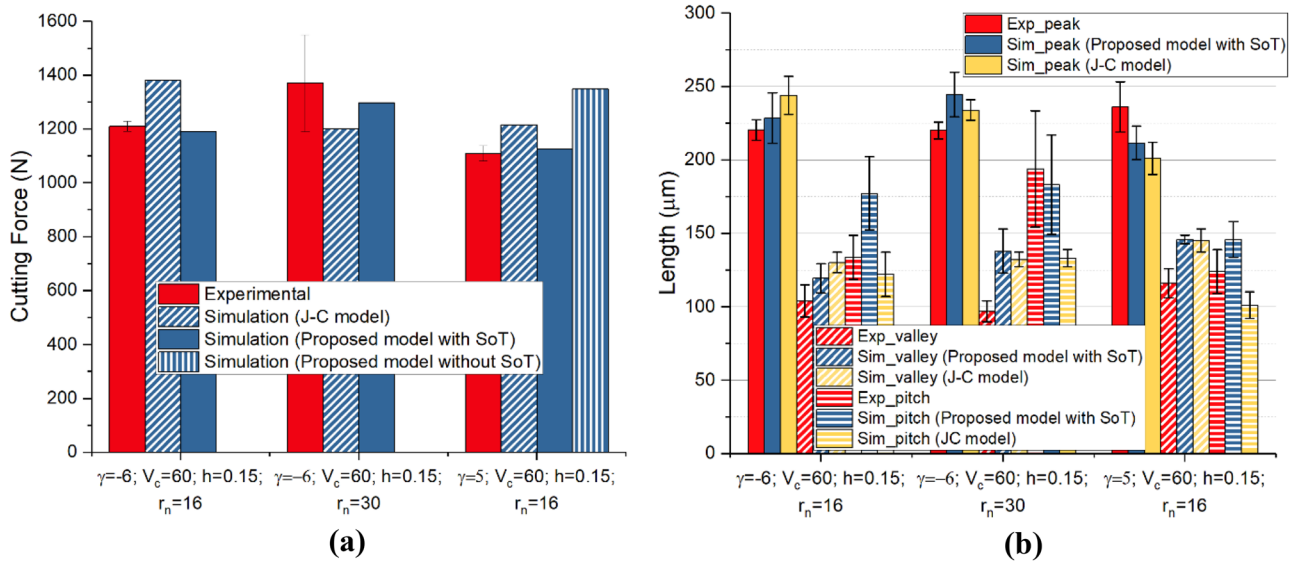 1600
1400
1200
1000
800
600
400
200
0
Cutting Force (N)
Experimental
Simulation (J-C model)
Simulation (Proposed model with SoT)
Simulation (Proposed model without SoT)
γ=-6; Vc=60; h=0.15;
rn=16
γ=-6; Vc=60; h=0.15;
rn=30
γ=5; Vc=60; h=0.15;
rn=16
(a)
300
250
200
150
100
50
0
Length (μm)
Exp_peak
Sim_peak (Proposed model with SoT)
Sim_peak (J-C model)
Exp_valley
Sim_valley (Proposed model with SoT)
Sim_valley (J-C model)
Exp_pitch
Sim_pitch (Proposed model with SoT)
Sim_pitch (JC model)
γ=-6; Vc=60; h=0.15;
rn=16
γ=-6; Vc=60; h=0.15;
rn=30
γ=5; Vc=60; h=0.15;
rn=16
(b)